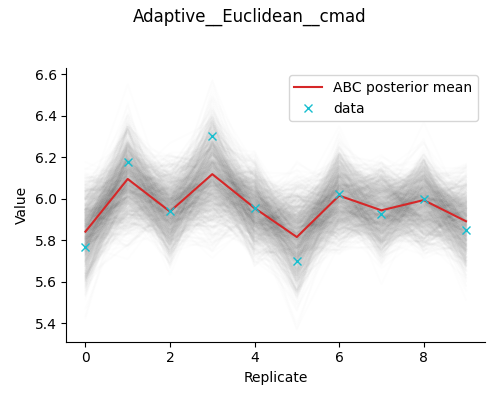 Adaptive__Euclidean__cmad
6.6
6.4
6.2
6.0
5.8
5.6
5.4
Value
ABC posterior mean
data
0 2 4 6 8
Replicate